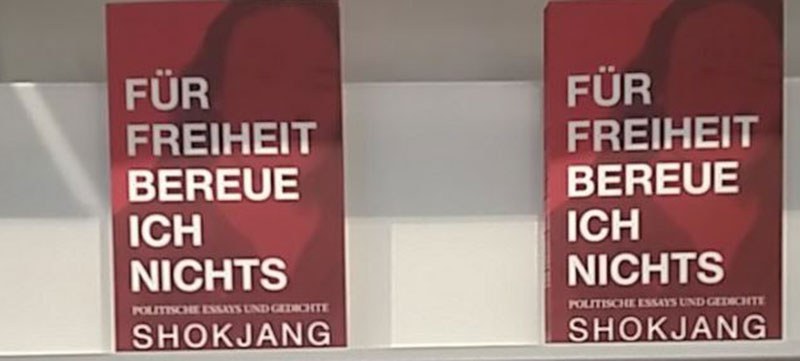 FÜR
FREIHEIT
BEREUE
ICH
NICHTS
POLITISCHE ESSAYS UND GEDICHTE
SHOKJANG
FÜR
FREIHEIT
BEREUE
ICH
NICHTS
POLITISCHE ESSAYS UND GEDICHTE
SHOKJANG